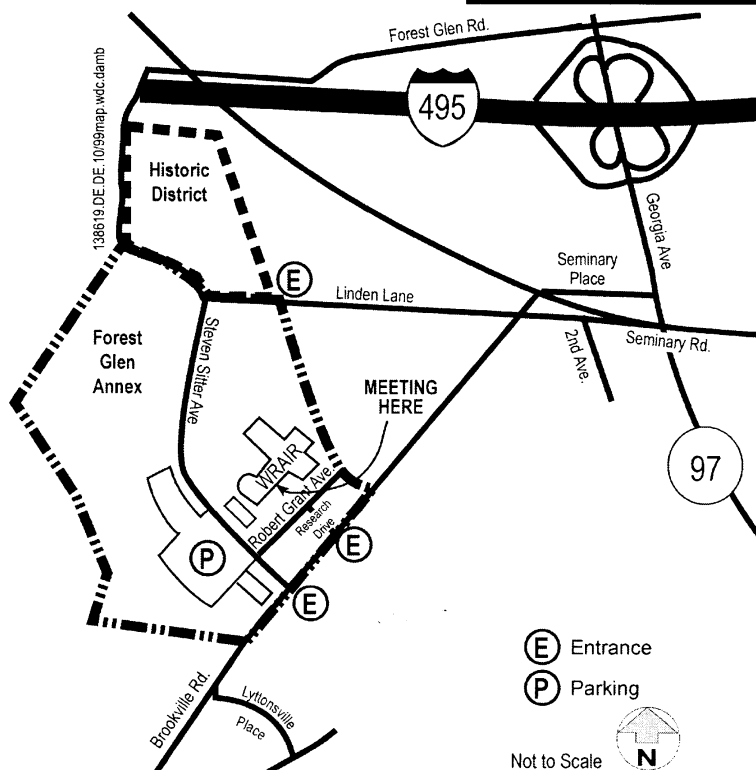 Forest Glen Rd.
495
138619.DE.DE.10/99map.wdc.damb
Historic
District
Georgia Ave
Seminary
Place
E
Linden Lane
Seminary Rd.
2nd Ave.
Forest
Glen
Annex
Steven Sitter Ave
MEETING
HERE
WRAIR
97
Robert Grant Ave.
Research
Drive
E
P
E
E Entrance
P Parking
Brookville Rd.
Lyttonsville
Place
Not to Scale
N